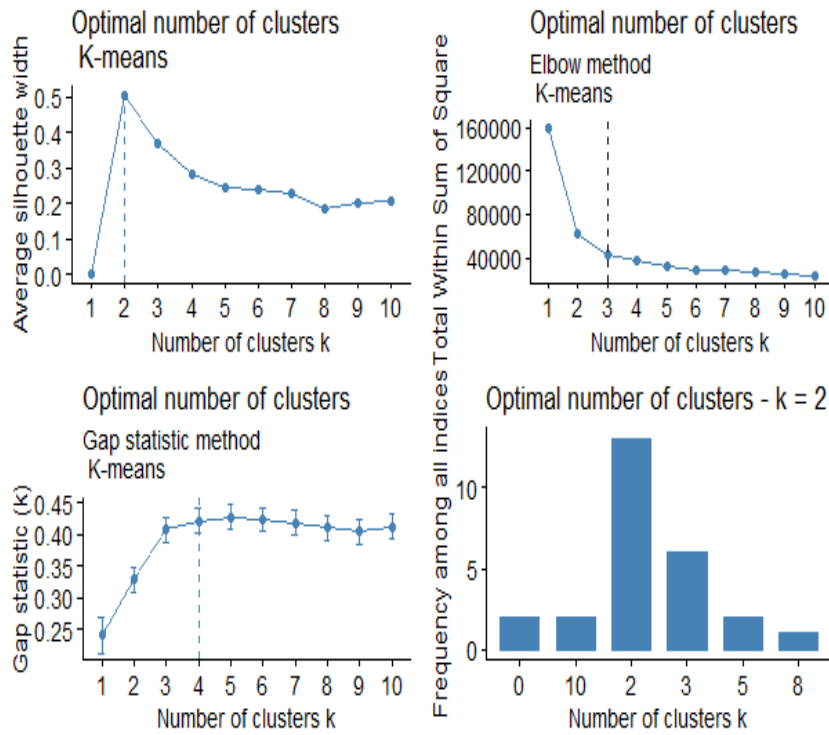 Optimal number of clusters
K-means
Average silhouette width
0.5
0.4
0.3
0.2
0.1
0.0
1 2 3 4 5 6 7 8 9 10
Number of clusters k
Optimal number of clusters
Elbow method
K-means
Total Within Sum of Square
160000
120000
80000
40000
1 2 3 4 5 6 7 8 9 10
Number of clusters k
Optimal number of clusters
Gap statistic method
K-means
Gap statistic (k)
0.45
0.40
0.35
0.30
0.25
1 2 3 4 5 6 7 8 9 10
Number of clusters k
Optimal number of clusters - k = 2
Frequency among all indices
10
5
0
0 10 2 3 5 8
Number of clusters k